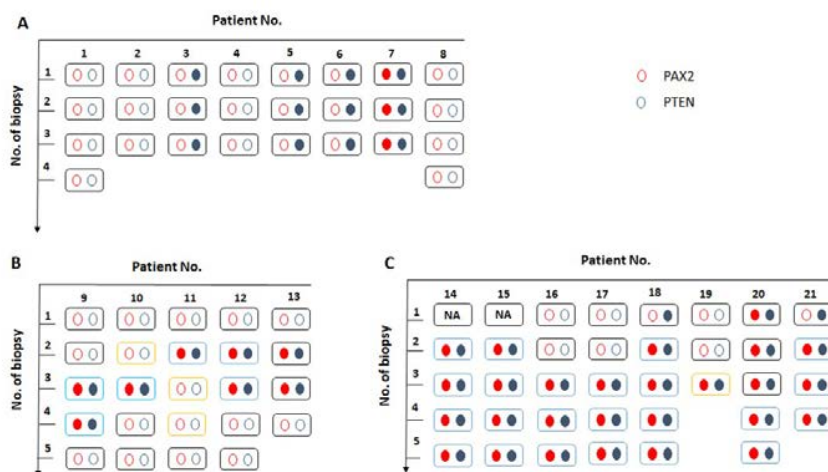 A
Patient No.
1 2 3 4 5 6 7 8
No. of biopsy
1
2
3
4
PAX2
PTEN
B
Patient No.
9 10 11 12 13
No. of biopsy
1
2
3
4
5
C
Patient No.
14 15 16 17 18 19 20 21
No. of biopsy
1 NA NA
2
3
4
5